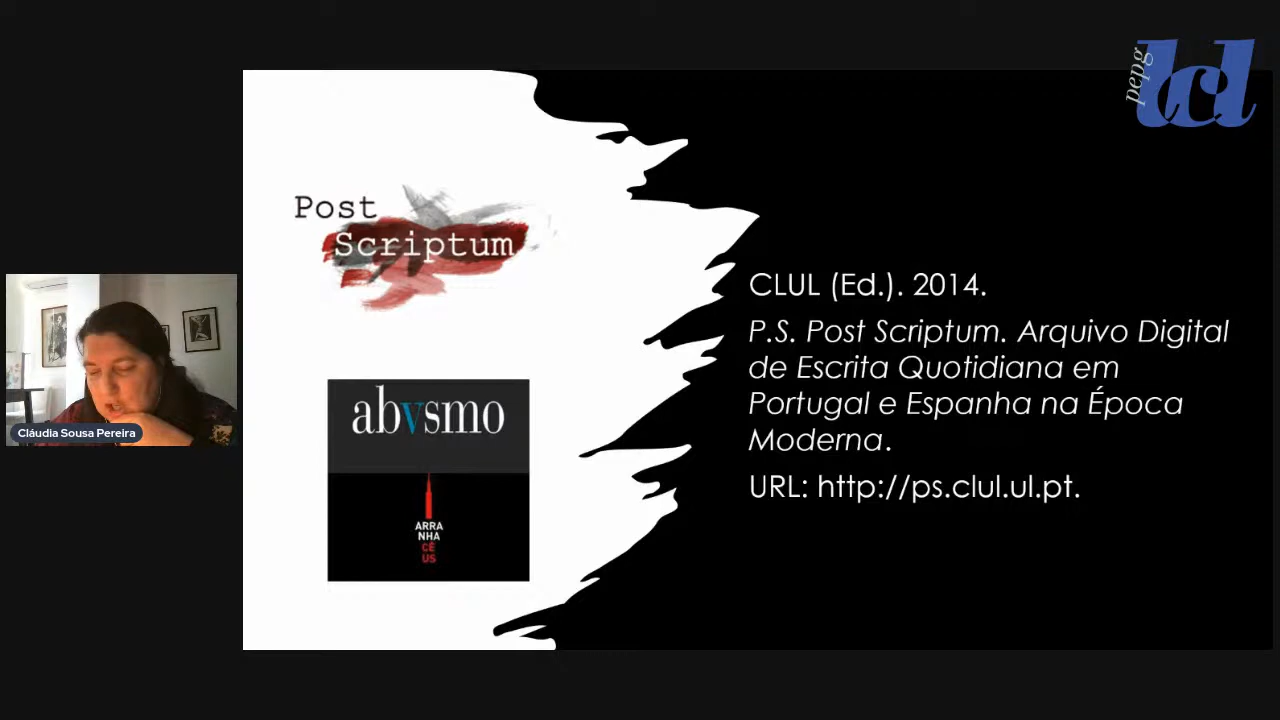 pepg
lcl
Post
Scriptum
CLUL (Ed.). 2014.
P.S. Post Scriptum. Arquivo Digital
de Escrita Quotidiana em
Portugal e Espanha na Época
Moderna.
URL: http://ps.clul.ul.pt.
abysmo
ARRA
NHA
CÉ
US
Cláudia Sousa Pereira